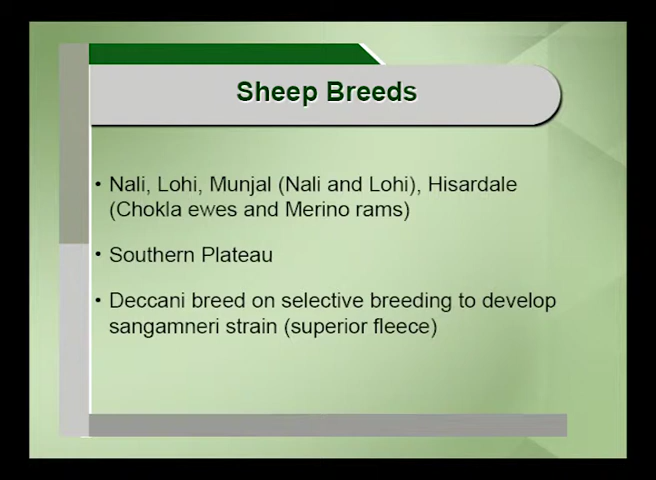 Sheep Breeds
• Nali, Lohi, Munjal (Nali and Lohi), Hisardale
(Chokla ewes and Merino rams)
• Southern Plateau
• Deccani breed on selective breeding to develop
sangamneri strain (superior fleece)